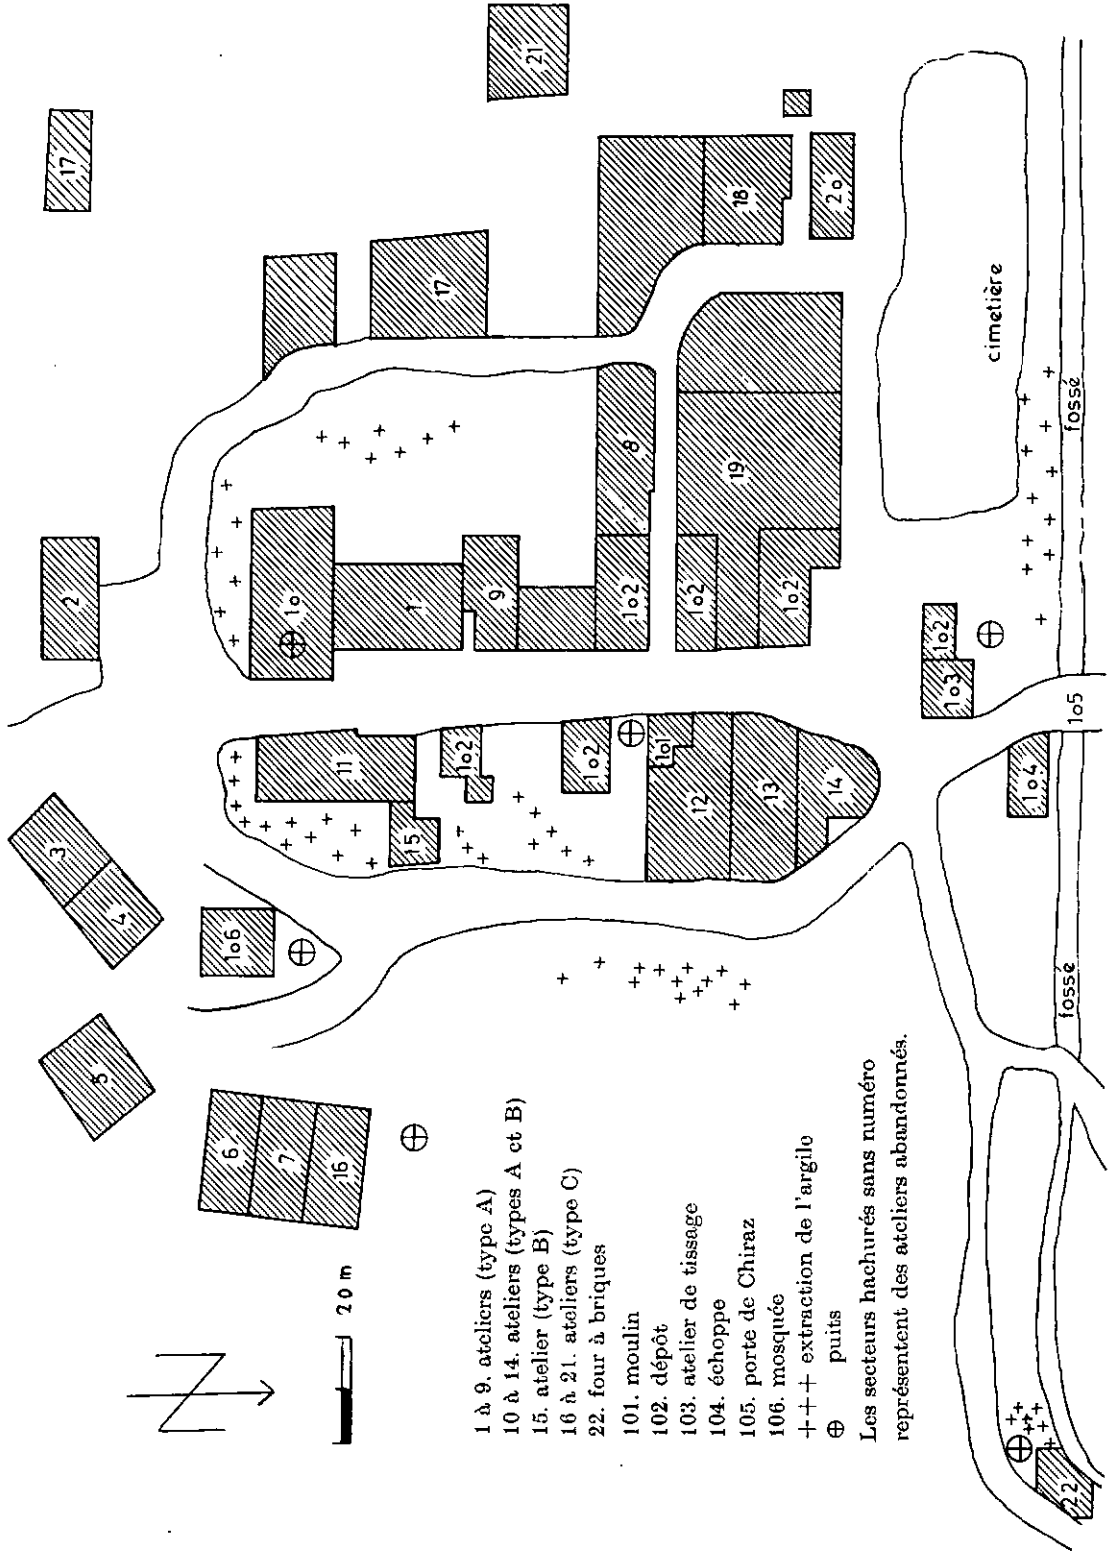 20 m
1 à 9. ateliers (type A)
10 à 14. ateliers (types A et B)
15. atelier (type B)
16 à 21. ateliers (type C)
22. four à briques
101. moulin
102. dépôt
103. atelier de tissage
104. échoppe
105. porte de Chiraz
106. mosquée
+++ extraction de l'argile
⊕ puits
Les secteurs hachurés sans numéro
représentent des ateliers abandonnés.
5
6
7
16
3
4
106
2
11
15
102
102
101
12
13
14
10
1
9
102
8
102
19
102
17
17
21
18
20
102
103
104
105
22
cimetière
fossé
fossé